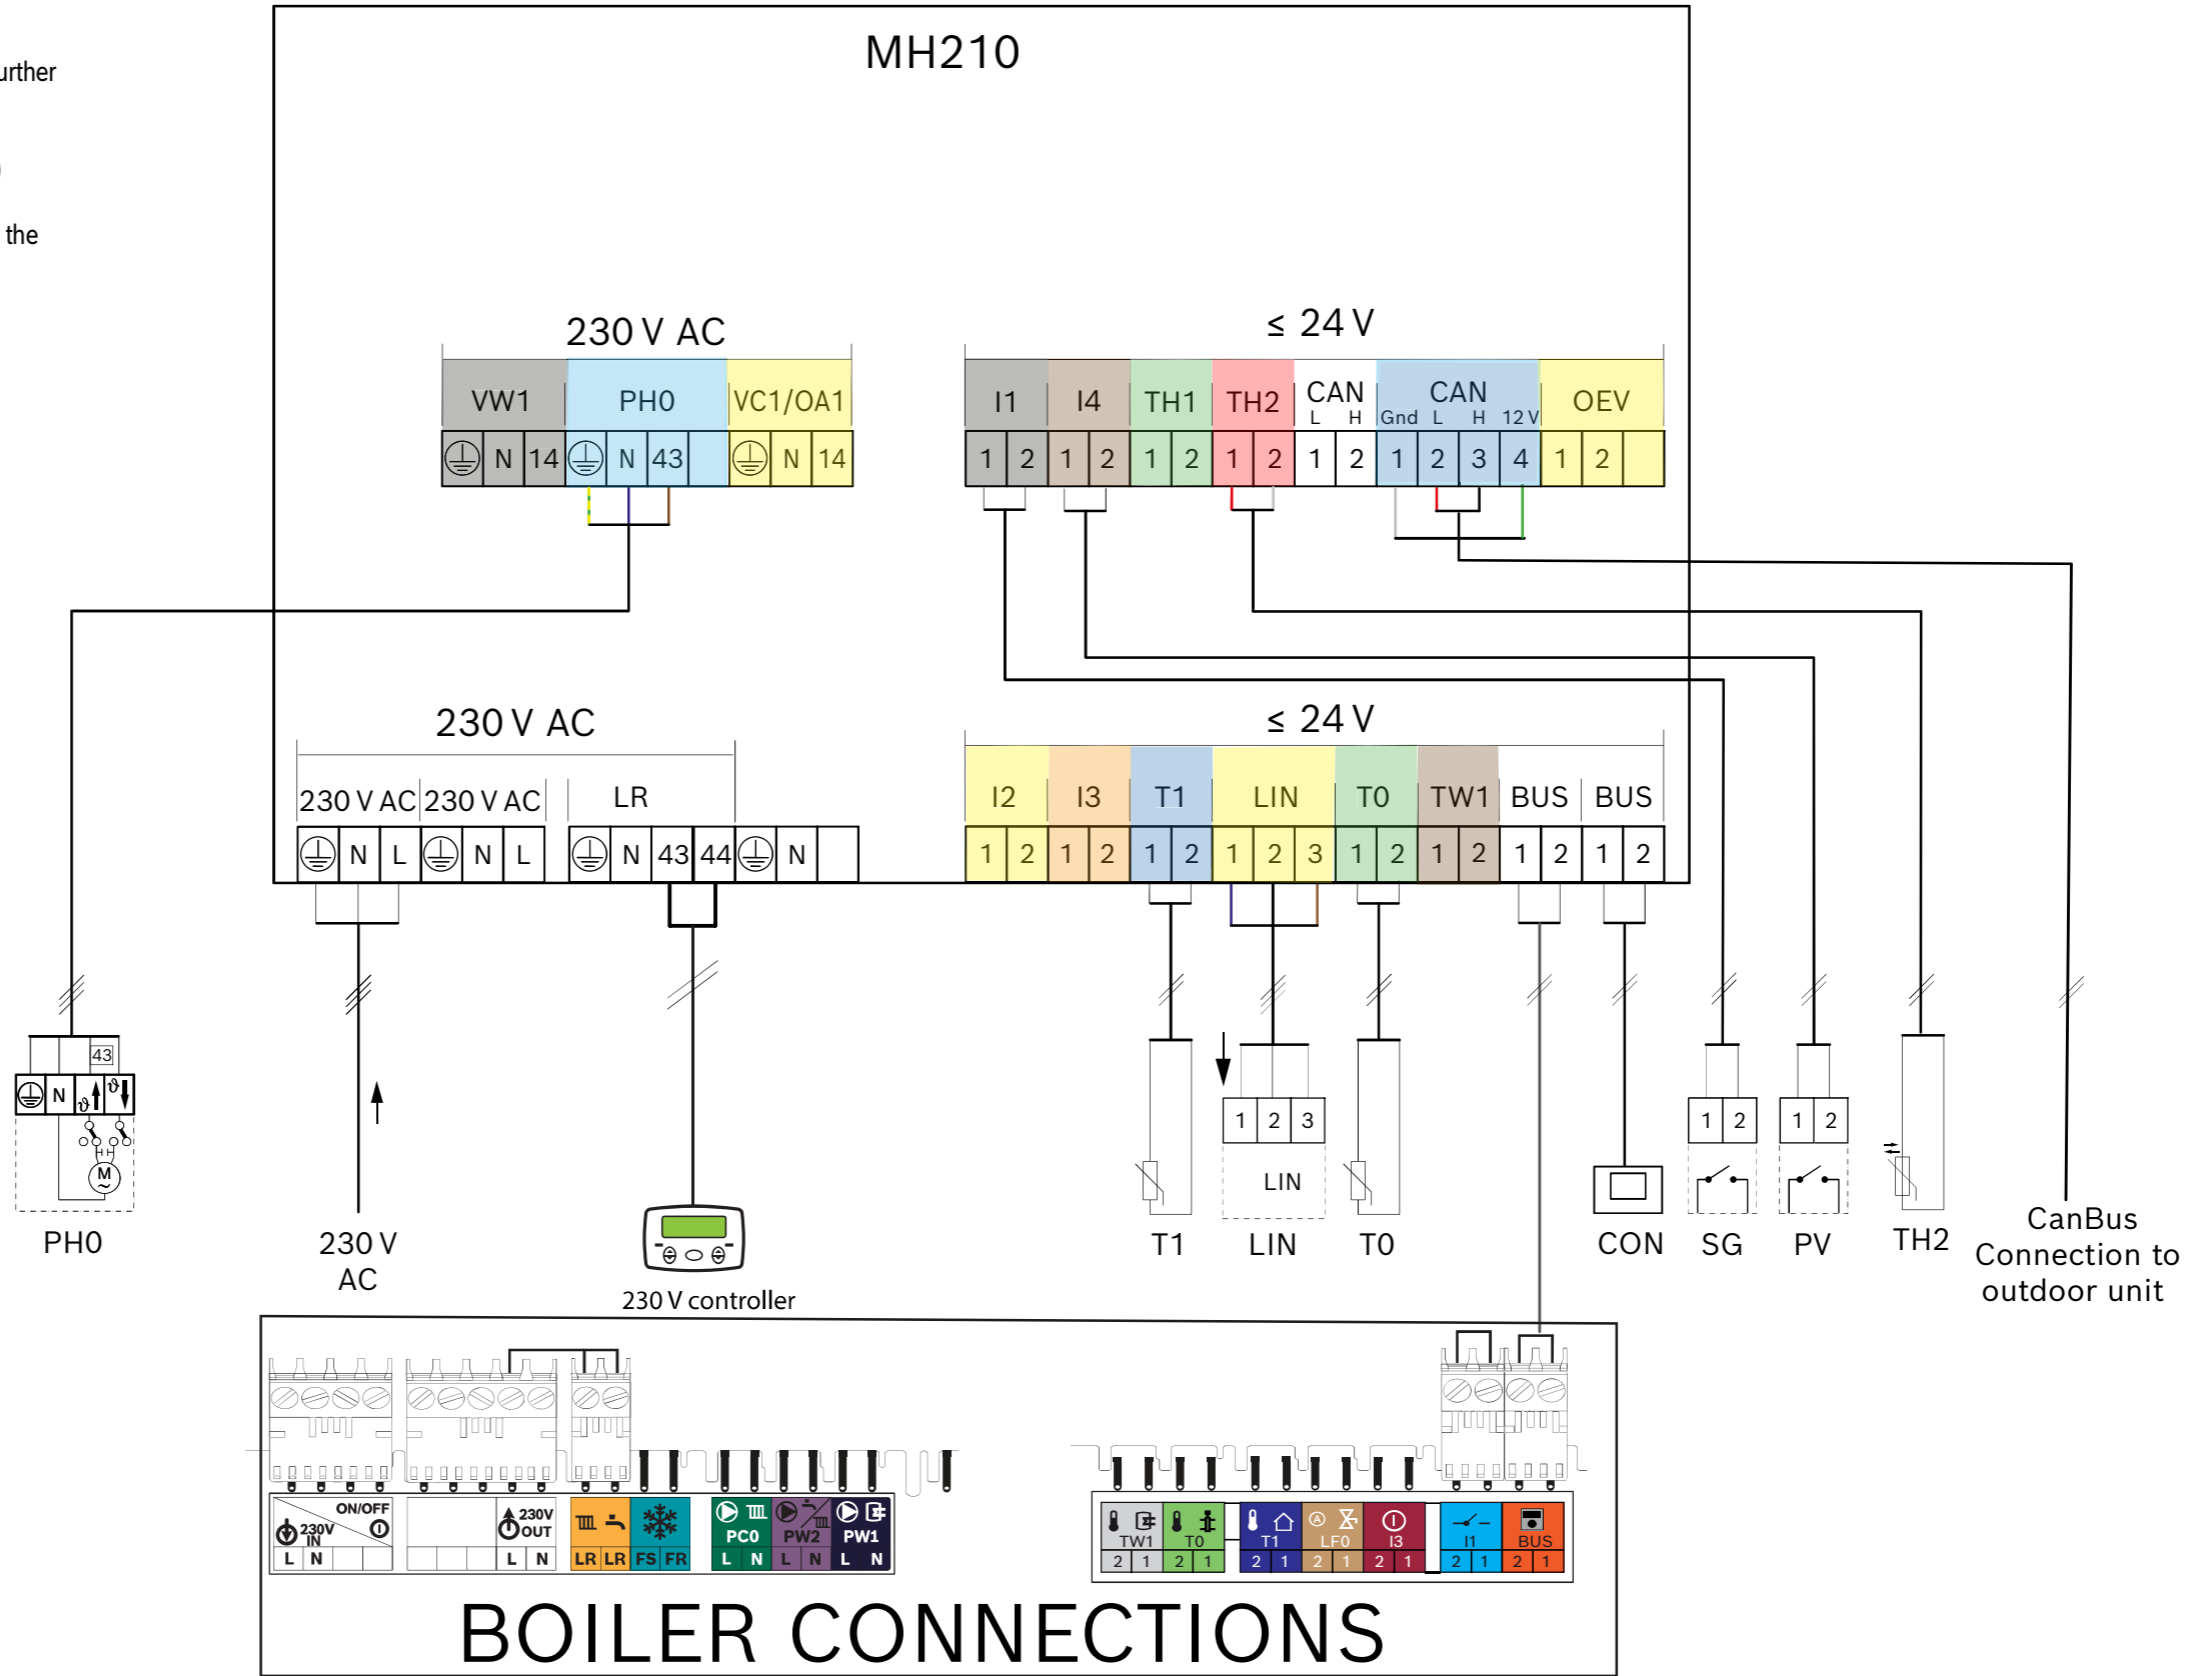 urther
)
the
MH210
230 V AC
≤ 24 V
VW1 PH0 VC1/OA1
I1 I4 TH1 TH2 CAN CAN OEV
L H Gnd L H 12 V
N 14 N 43 N 14
1 2 1 2 1 2 1 2 1 2 1 2 3 4 1 2
230 V AC
≤ 24 V
230 V AC 230 V AC LR
I2 I3 T1 LIN T0 TW1 BUS BUS
N L N L N 43 44 N
1 2 1 2 1 2 1 2 3 1 2 1 2 1 2 1 2
43
N ϑ ϑ
H H
M
~
1 2 3
1 2
1 2
LIN
PH0
230 V
AC
230 V controller
T1
LIN
T0
CON
SG
PV
TH2
CanBus
Connection to
outdoor unit
ON/OFF
230V
IN
L N
230V
OUT
L N
LR LR
FS FR
PC0
L N
PW2
L N
PW1
L N
TW1
2 1
T0
2 1
T1
2 1
A
LF0
2 1
I3
2 1
I1
2 1
BUS
2 1
BOILER CONNECTIONS